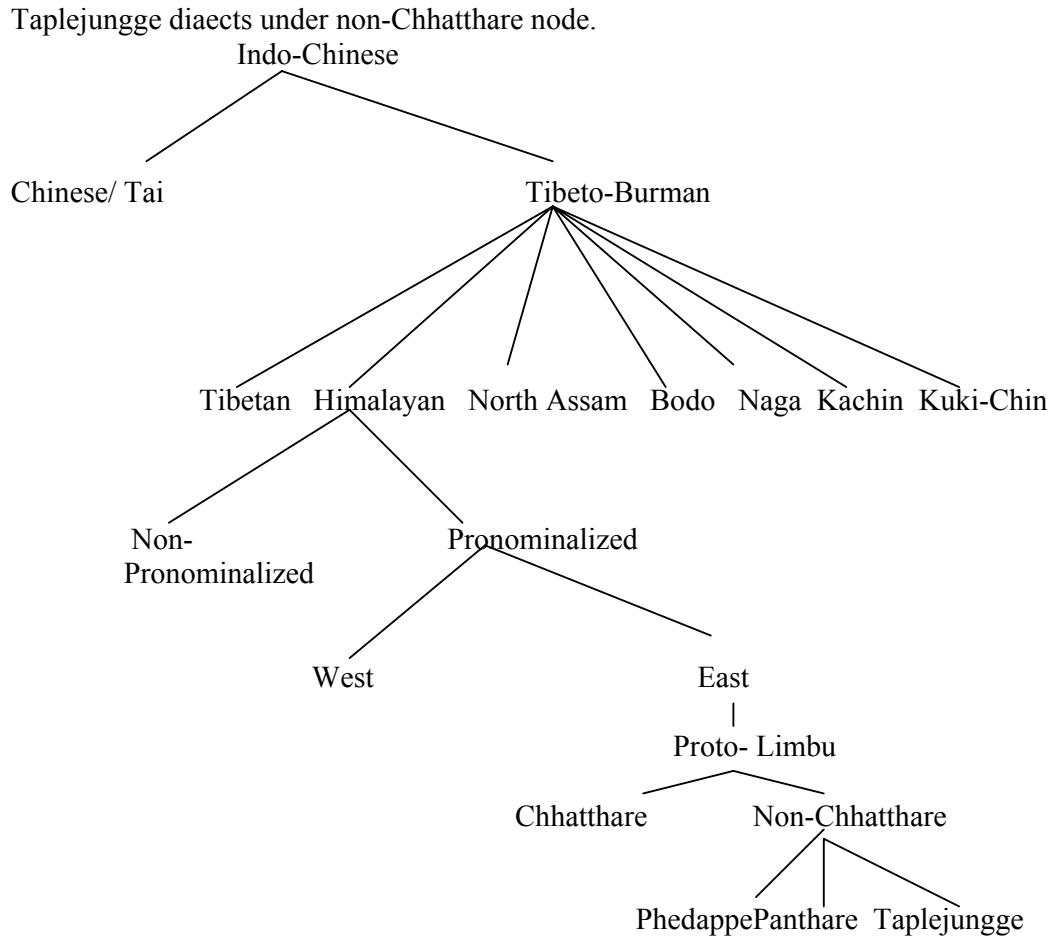 Taplejungge diaects under non-Chhatthare node.
Indo-Chinese
Chinese/ Tai Tibeto-Burman
Tibetan Himalayan North Assam Bodo Naga Kachin Kuki-Chin
Non- Pronominalized
Pronominalized
West East
Proto- Limbu
Chhatthare Non-Chhatthare
PhedappePanthare Taplejungge